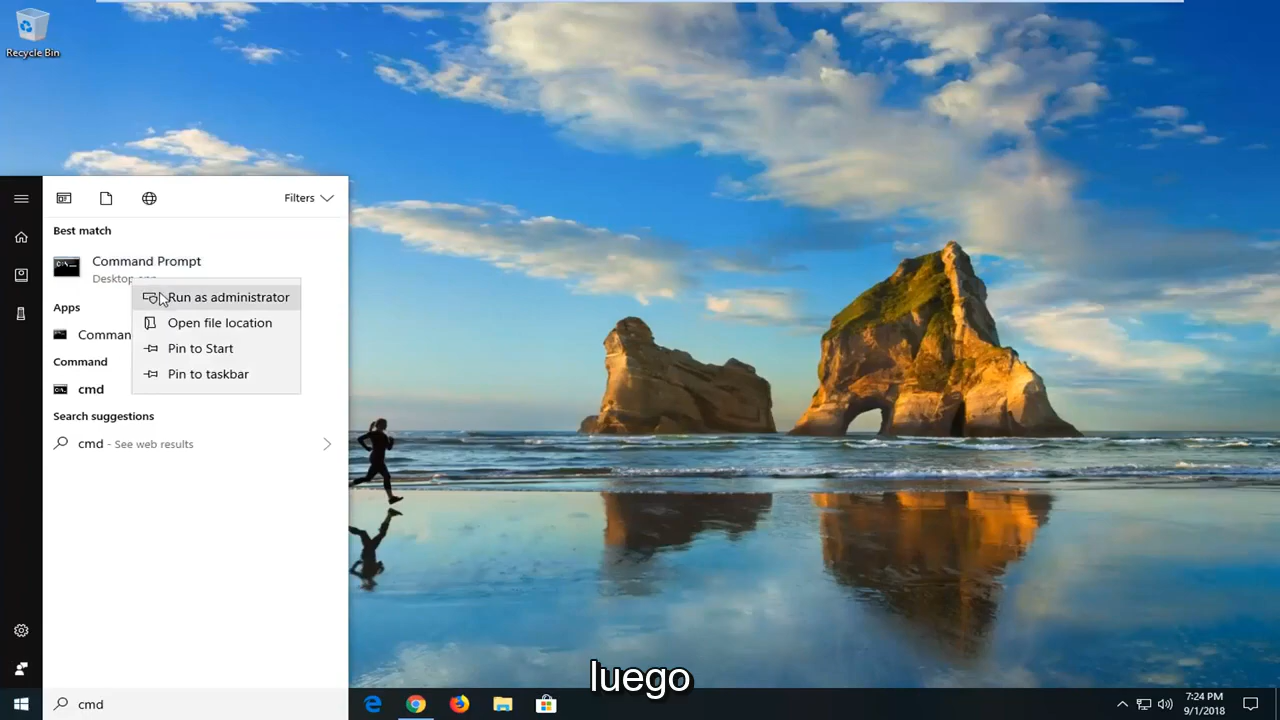 Recycle Bin
Filters
Best match
Command Prompt
Desktop app
Run as administrator
Apps
Open file location
Comman
Pin to Start
Command
Pin to taskbar
cmd
Search suggestions
cmd - See web results
luego
cmd
7:24 PM
9/1/2018